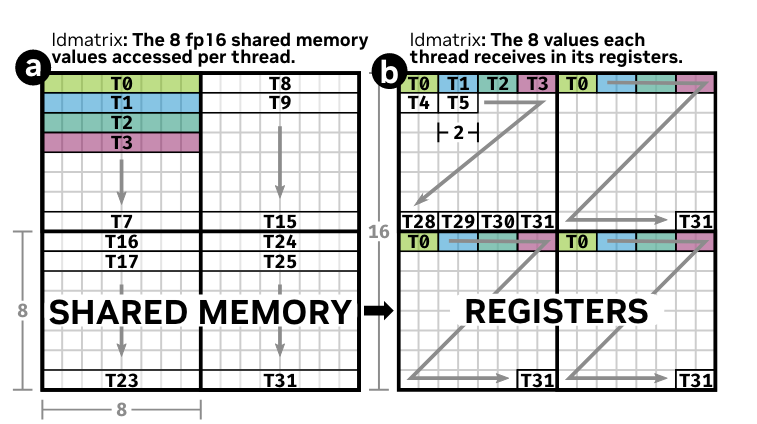 ldmatrix: The 8 fp16 shared memory
values accessed per thread.
ldmatrix: The 8 values each
thread receives in its registers.
a
T0
T8
T1
T9
T2
T3
T7
T15
T16
T24
T17
T25
SHARED MEMORY
T23
T31
8
8
b
T0 T1 T2 T3 T0
T4 T5
2
T28 T29 T30 T31 T31
16
T0 T0
REGISTERS
T31 T31